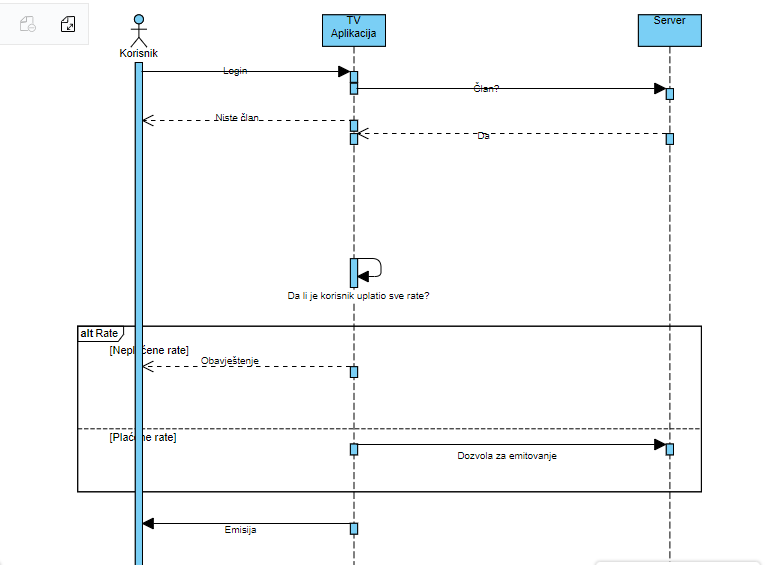 TV
Aplikacija
Server
Korisnik
Login
Član?
Niste član
Da
Da li je korisnik uplatio sve rate?
alt Rate
[Neplaćene rate]
Obavještenje
[Plaćene rate]
Dozvola za emitovanje
Emisija